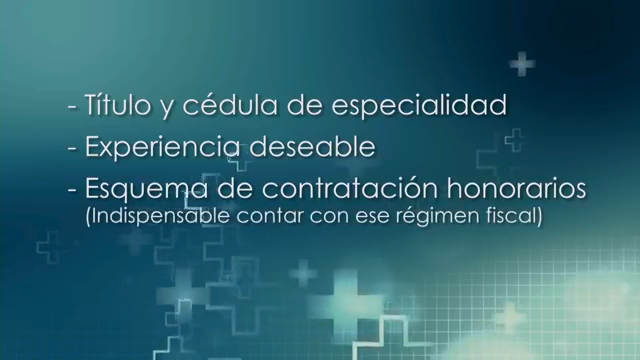 - Título y cédula de especialidad
- Experiencia deseable
- Esquema de contratación honorarios
(Indispensable contar con ese régimen fiscal)